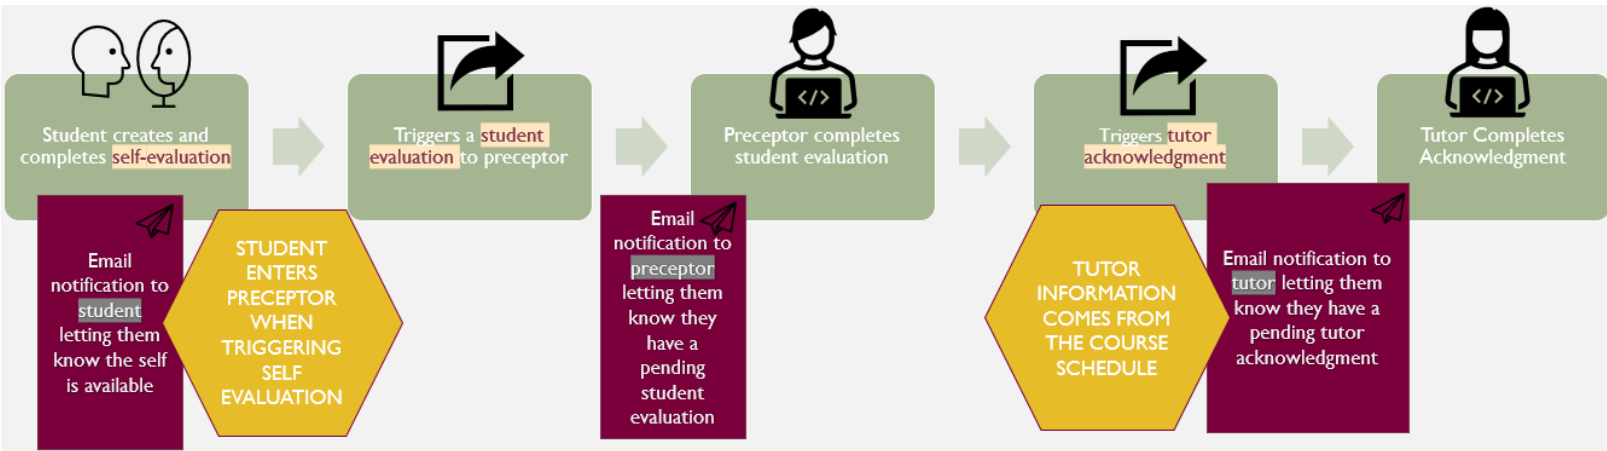 Student creates and
completes self-evaluation
Triggers a student
evaluation to preceptor
</>
Preceptor completes
student evaluation
Triggers tutor
acknowledgment
</>
Tutor Completes
Acknowledgment
Email
notification to
student
letting them
know the self
is available
STUDENT
ENTERS
PRECEPTOR
WHEN
TRIGGERING
SELF
EVALUATION
Email
notification to
preceptor
letting them
know they
have a
pending
student
evaluation
TUTOR
INFORMATION
COMES FROM
THE COURSE
SCHEDULE
Email notification to
tutor letting them
know they have a
pending tutor
acknowledgment